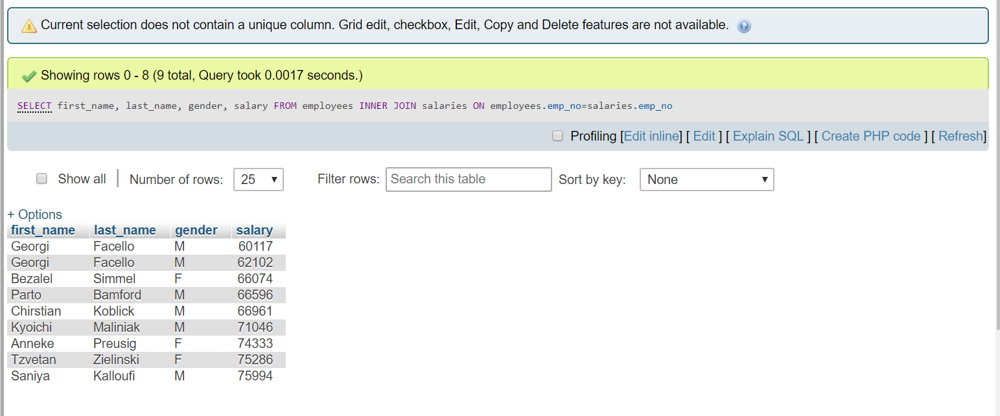 Current selection does not contain a unique column. Grid edit, checkbox, Edit, Copy and Delete features are not available.
Showing rows 0 - 8 (9 total, Query took 0.0017 seconds.)
SELECT first_name, last_name, gender, salary FROM employees INNER JOIN salaries ON employees.emp_no=salaries.emp_no
Profiling [Edit inline] [ Edit ] [ Explain SQL ] [ Create PHP code ] [ Refresh]
Show all | Number of rows: 25 Filter rows: Search this table Sort by key: None
+ Options
first_name last_name gender salary
Georgi Facello M 60117
Georgi Facello M 62102
Bezalel Simmel F 66074
Parto Bamford M 66596
Chirstian Koblick M 66961
Kyoichi Maliniak M 71046
Anneke Preusig F 74333
Tzvetan Zielinski F 75286
Saniya Kalloufi M 75994